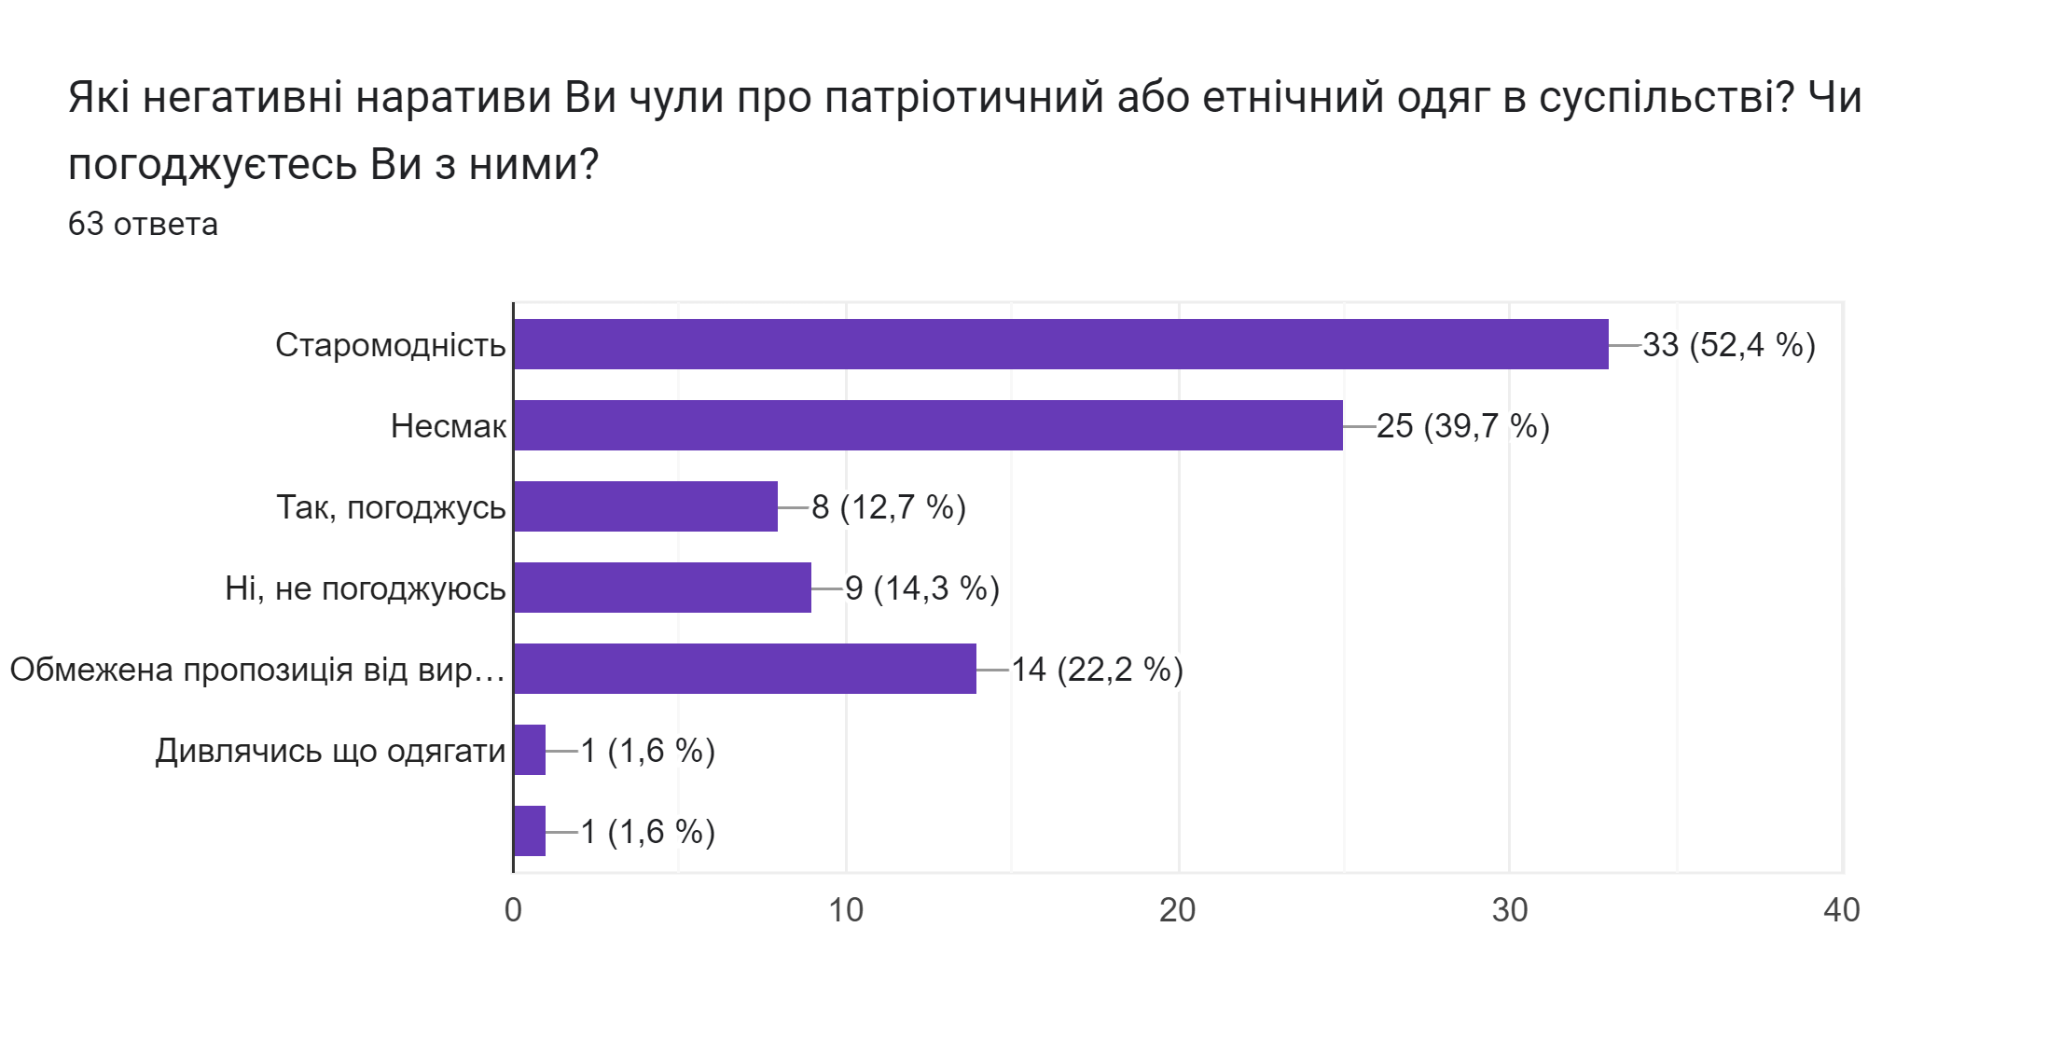 Які негативні наративи Ви чули про патріотичний або етнічний одяг в суспільстві? Чи
погоджуєтесь Ви з ними?
63 ответа
Старомодність 33 (52,4 %)
Несмак 25 (39,7 %)
Так, погоджусь 8 (12,7 %)
Ні, не погоджуюсь 9 (14,3 %)
Обмежена пропозиція від вир… 14 (22,2 %)
Дивлячись що одягати 1 (1,6 %)
1 (1,6 %)
0 10 20 30 40